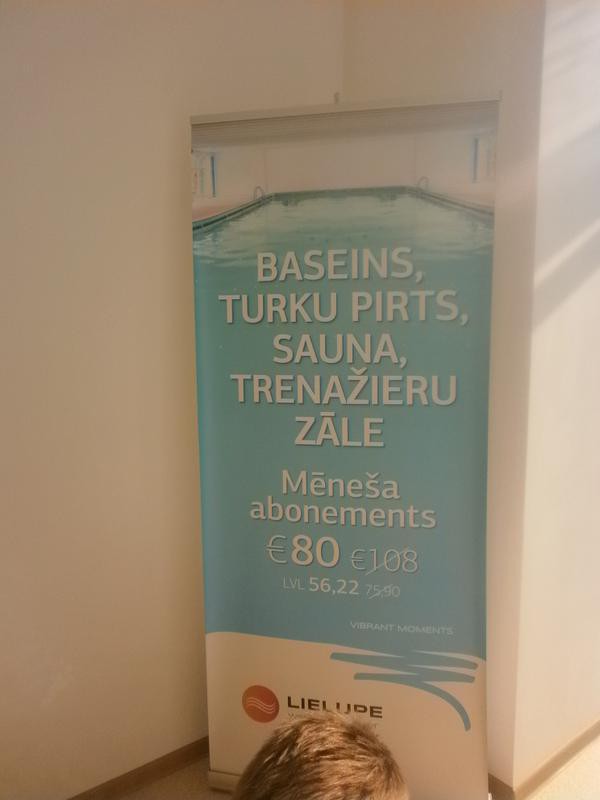 BASEINS,
TURKU PIRTS,
SAUNA,
TRENAŽIERU
ZĀLE
Mēneša
abonements
€80 €108
LVL 56,22 75,90
VIBRANT MOMENTS
LIELUPE